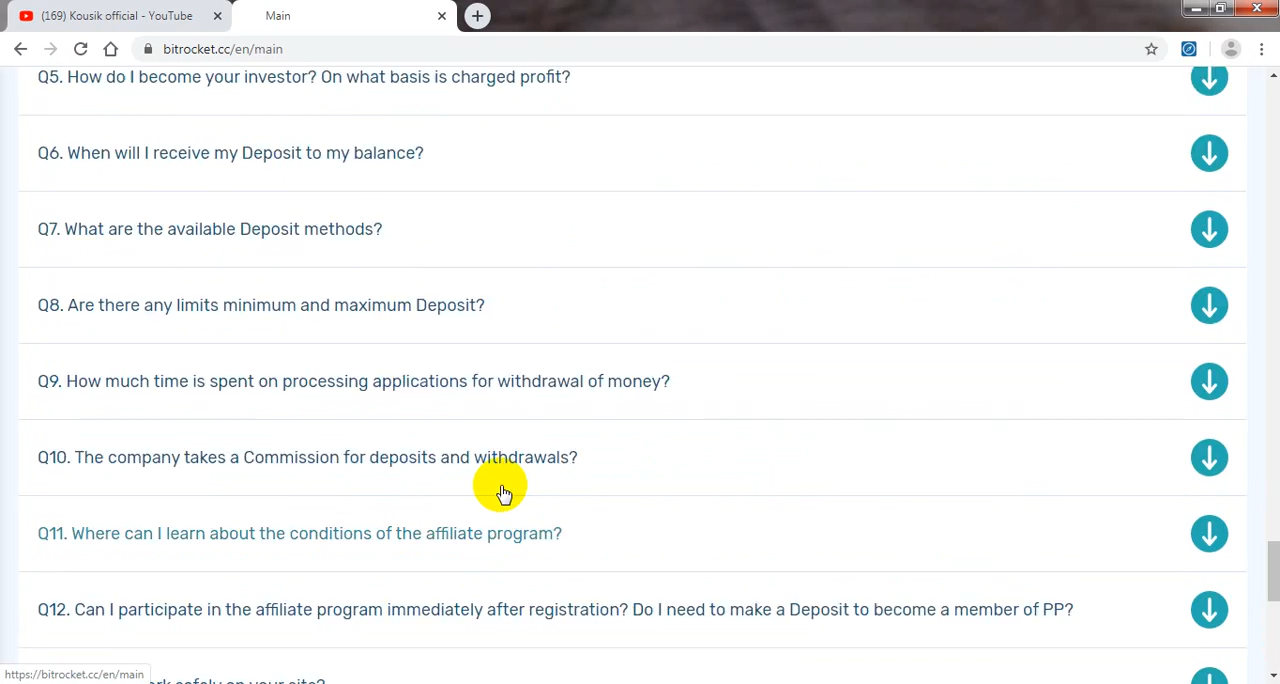 (169) Kousik official - YouTube
Main
bitrocket.cc/en/main
Q5. How do I become your investor? On what basis is charged profit?
Q6. When will I receive my Deposit to my balance?
Q7. What are the available Deposit methods?
Q8. Are there any limits minimum and maximum Deposit?
Q9. How much time is spent on processing applications for withdrawal of money?
Q10. The company takes a Commission for deposits and withdrawals?
Q11. Where can I learn about the conditions of the affiliate program?
Q12. Can I participate in the affiliate program immediately after registration? Do I need to make a Deposit to become a member of PP?
https://bitrocket.cc/en/main
safely on your site?